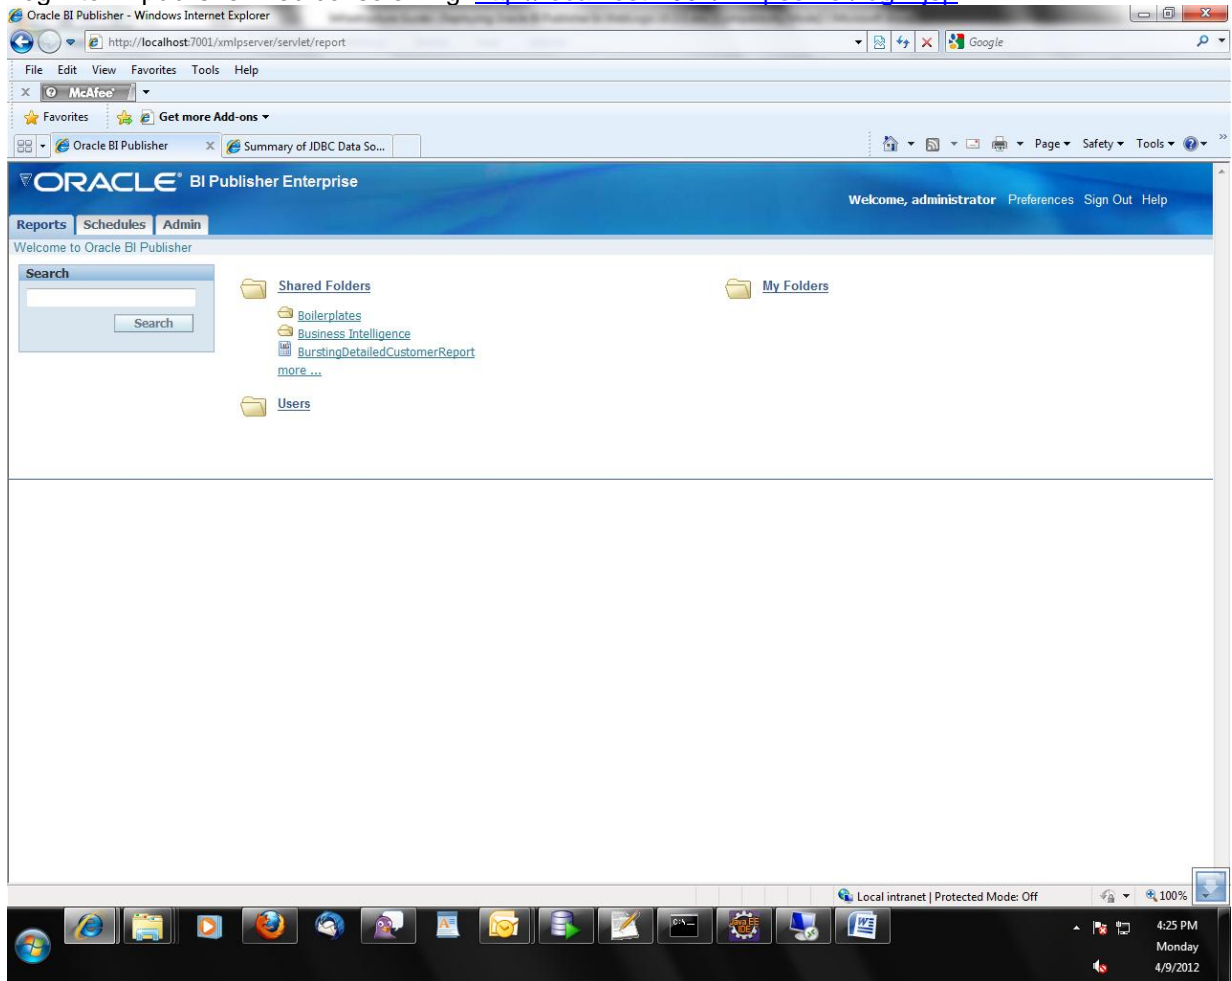 Oracle BI Publisher - Windows Internet Explorer
http://localhost:7001/xmlpserver/servlet/report
Google
File Edit View Favorites Tools Help
X McAfee
Favorites Get more Add-ons
Oracle BI Publisher X Summary of JDBC Data So...
Page Safety Tools
ORACLE BI Publisher Enterprise
Welcome, administrator Preferences Sign Out Help
Reports Schedules Admin
Welcome to Oracle BI Publisher
Search
Search
Shared Folders
Boilerplates
Business Intelligence
BurstingDetailedCustomerReport
more ...
Users
My Folders
Local intranet | Protected Mode: Off
100%
4:25 PM
Monday
4/9/2012